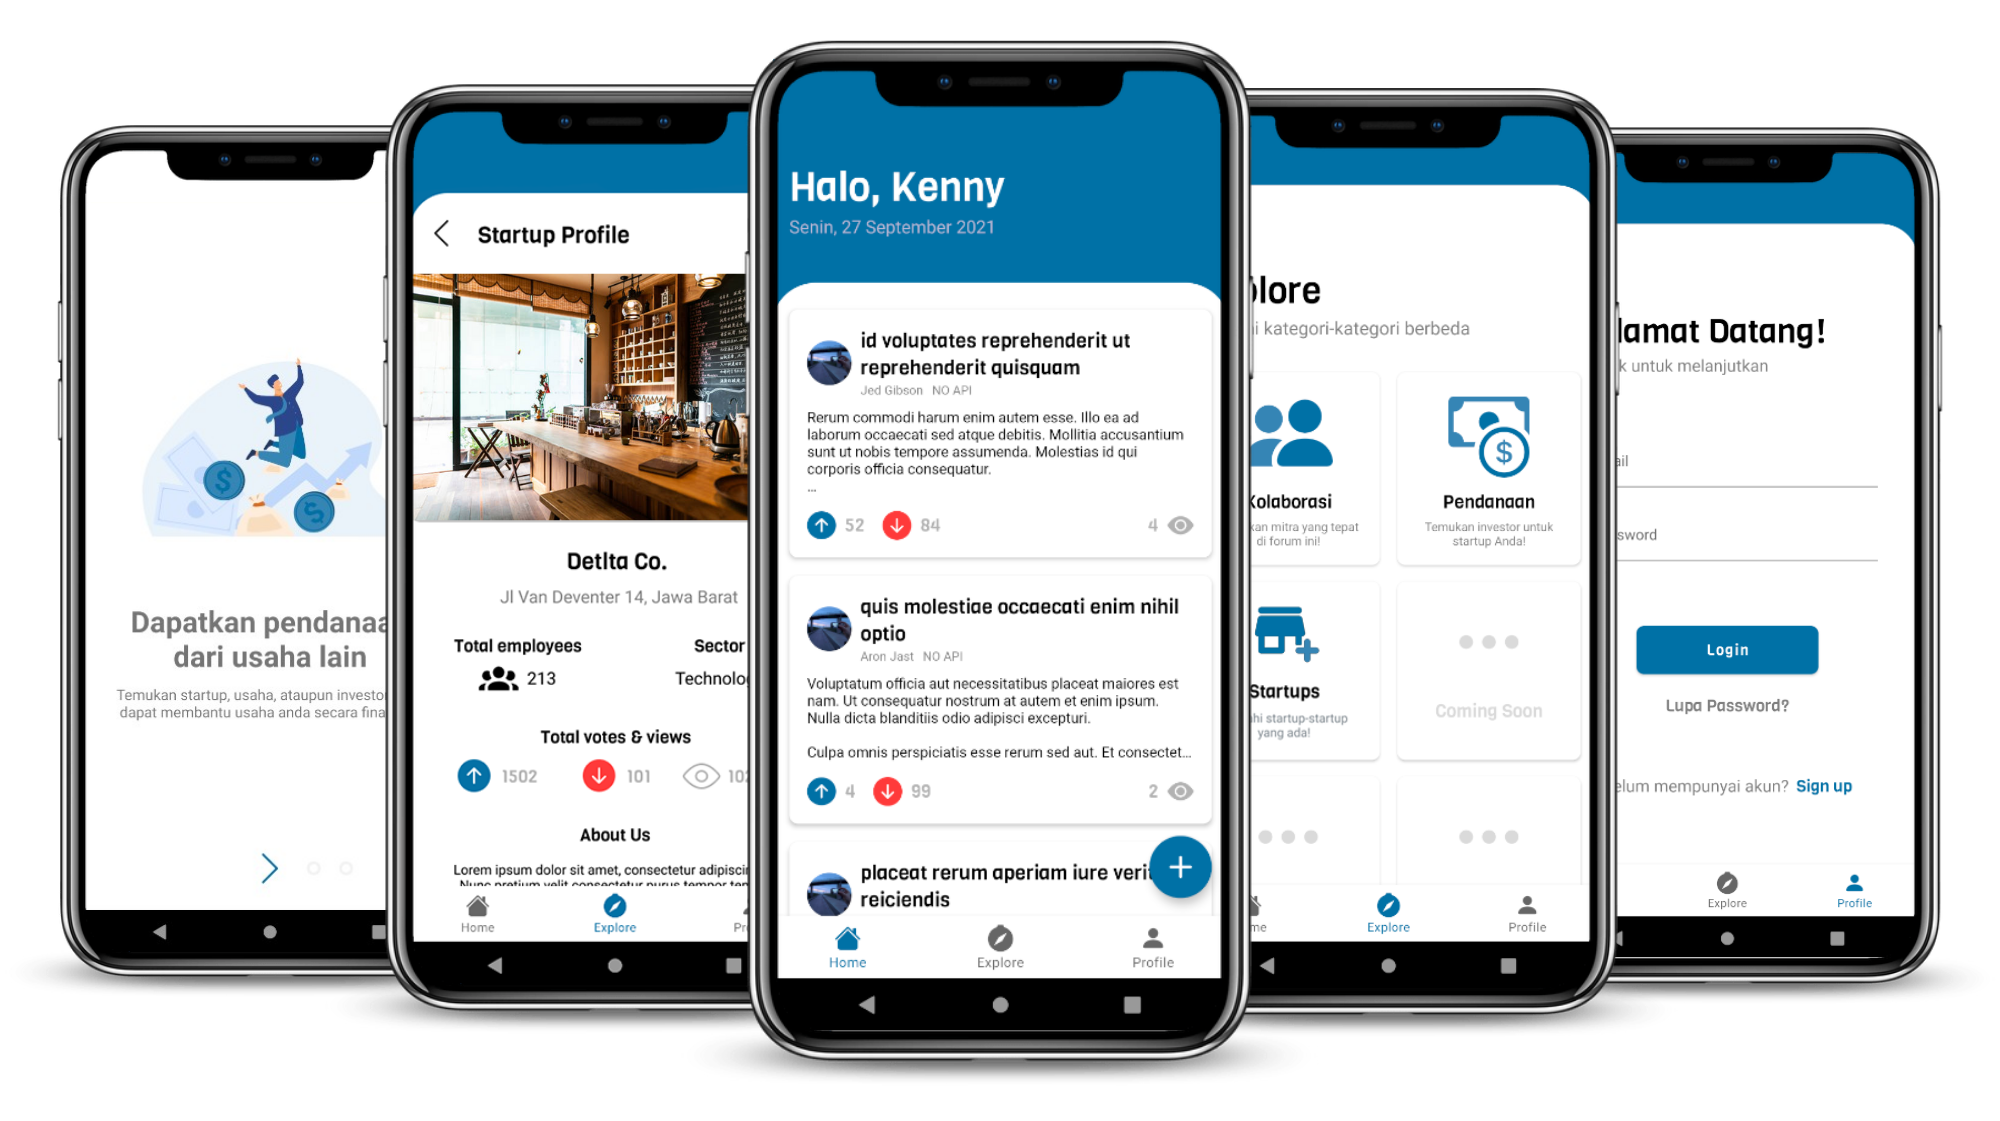 Dapatkan pendanaa
dari usaha lain
Temukan startup, usaha, ataupun investo
dapat membantu usaha anda secara fina
Startup Profile
Detlta Co.
Jl Van Deventer 14, Jawa Barat
Total employees
Sector
213
Technolo
Total votes & views
1502
101
102
About Us
Lorem ipsum dolor sit amet, consectetur adipiscin
Nunc pretium velit consectetur purus tempor tem
Home
Explore
Pr
Halo, Kenny
Senin, 27 September 2021
id voluptates reprehenderit ut
reprehenderit quisquam
Jed Gibson NO API
Rerum commodi harum enim autem esse. Illo ea ad
laborum occaecati sed atque debitis. Mollitia accusantium
sunt ut nobis tempore assumenda. Molestias id qui
corporis officia consequatur.
...
52
84
4
quis molestiae occaecati enim nihil
optio
Aron Jast NO API
Voluptatum officia aut necessitatibus placeat maiores est
nam. Ut consequatur nostrum at autem et enim ipsum.
Nulla dicta blanditiis odio adipisci excepturi.
Culpa omnis perspiciatis esse rerum sed aut. Et consectet...
4
99
2
placeat rerum aperiam iure veri
reiciendis
Home
Explore
Profile
lore
i kategori-kategori berbeda
Kolaborasi
kan mitra yang tepat
di forum ini!
Pendanaan
Temukan investor untuk
startup Anda!
Startups
hi startup-startup
yang ada!
Coming Soon
me
Explore
Profile
lamat Datang!
k untuk melanjutkan
ail
sword
Login
Lupa Password?
elum mempunyai akun? Sign up
Explore
Profile